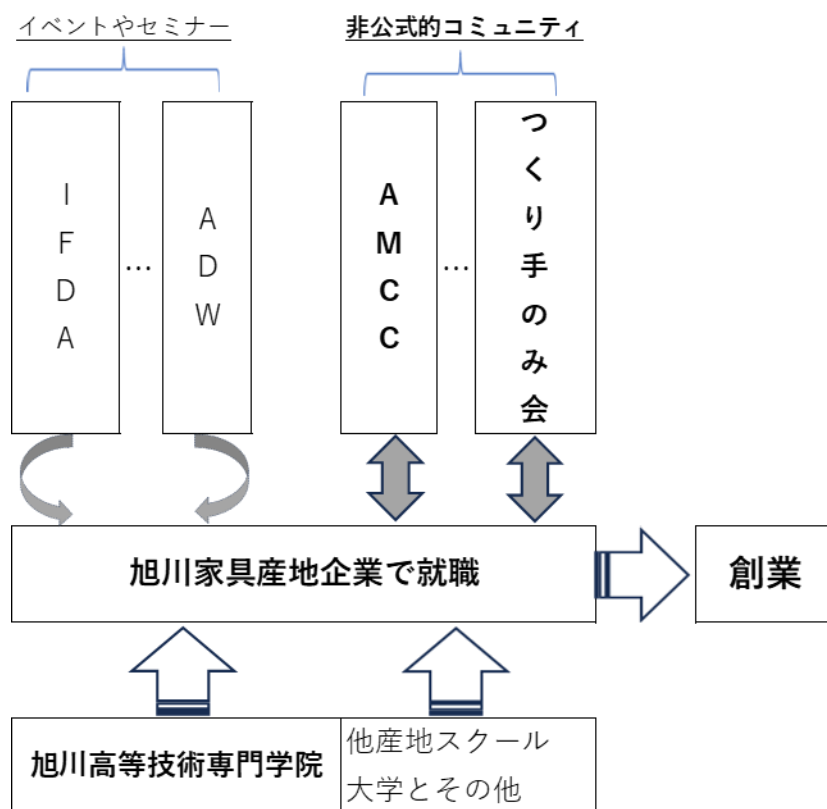 イベントやセミナー
非公式的コミュニティ
IFDA
…
ADW
AMCC
…
つくり手のみ会
旭川家具産地企業で就職
創業
旭川高等技術専門学院
他産地スクール
大学とその他